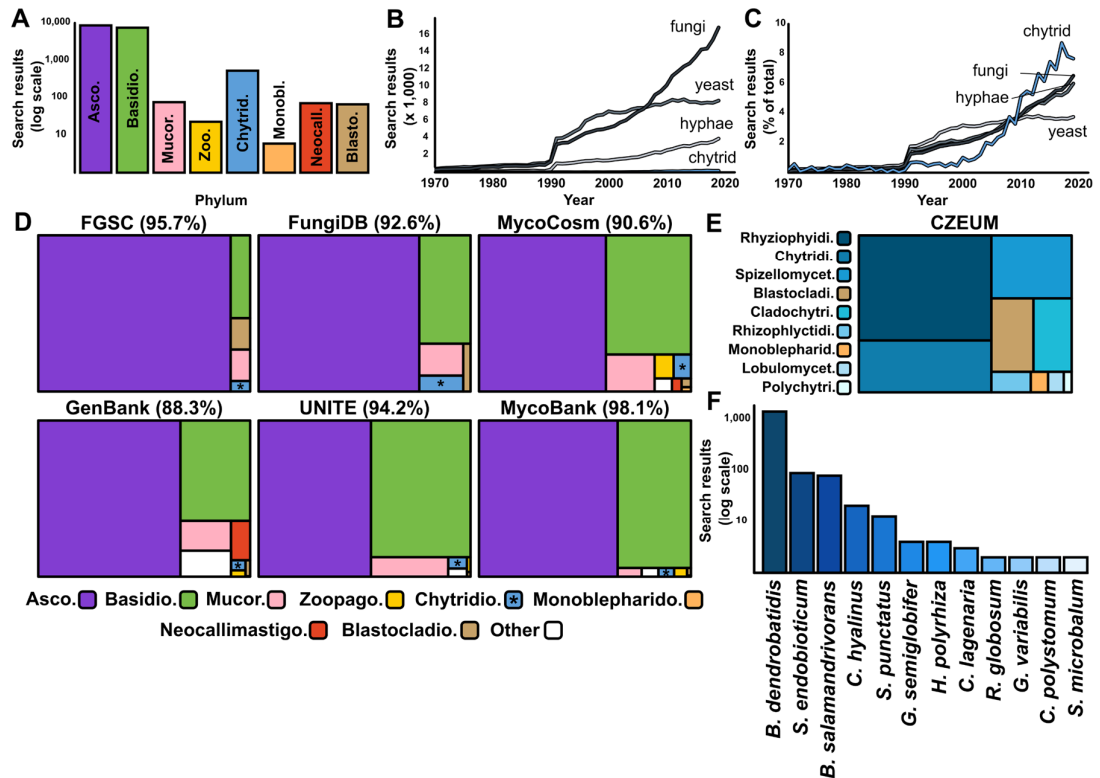 A
Search results
(log scale)
10,000
1,000
100
10
Asco.
Basidio.
Mucor.
Zoo.
Chytrid.
Monobl.
Neocall.
Blasto.
Phylum
B
Search results
(x 1,000)
16
14
12
10
8
6
4
2
fungi
yeast
hyphae
chytrid
1970 1980 1990 2000 2010 2020
Year
C
Search results
(% of total)
10
8
6
4
2
chytrid
fungi
hyphae
yeast
1970 1980 1990 2000 2010 2020
Year
D
FGSC (95.7%) FungiDB (92.6%) MycoCosm (90.6%)
* * *
GenBank (88.3%) UNITE (94.2%) MycoBank (98.1%)
* * *
Asco. Basidio. Mucor. Zoopago. Chytridio. * Monoblepharido.
Neocallimastigo. Blastocladio. Other
E
CZEUM
Rhyziophyidi.
Chytridi.
Spizellomycet.
Blastocladi.
Cladochytri.
Rhizophlyctidi.
Monoblepharid.
Lobulomycet.
Polychytri.
F
Search results
(log scale)
1,000
100
10
B. dendrobatidis
S. endobioticum
B. salamandrivorans
C. hyalinus
S. punctatus
G. semiglobifer
H. polyrhiza
C. lagenaria
R. globosum
G. variabilis
C. polystomum
S. microbalum